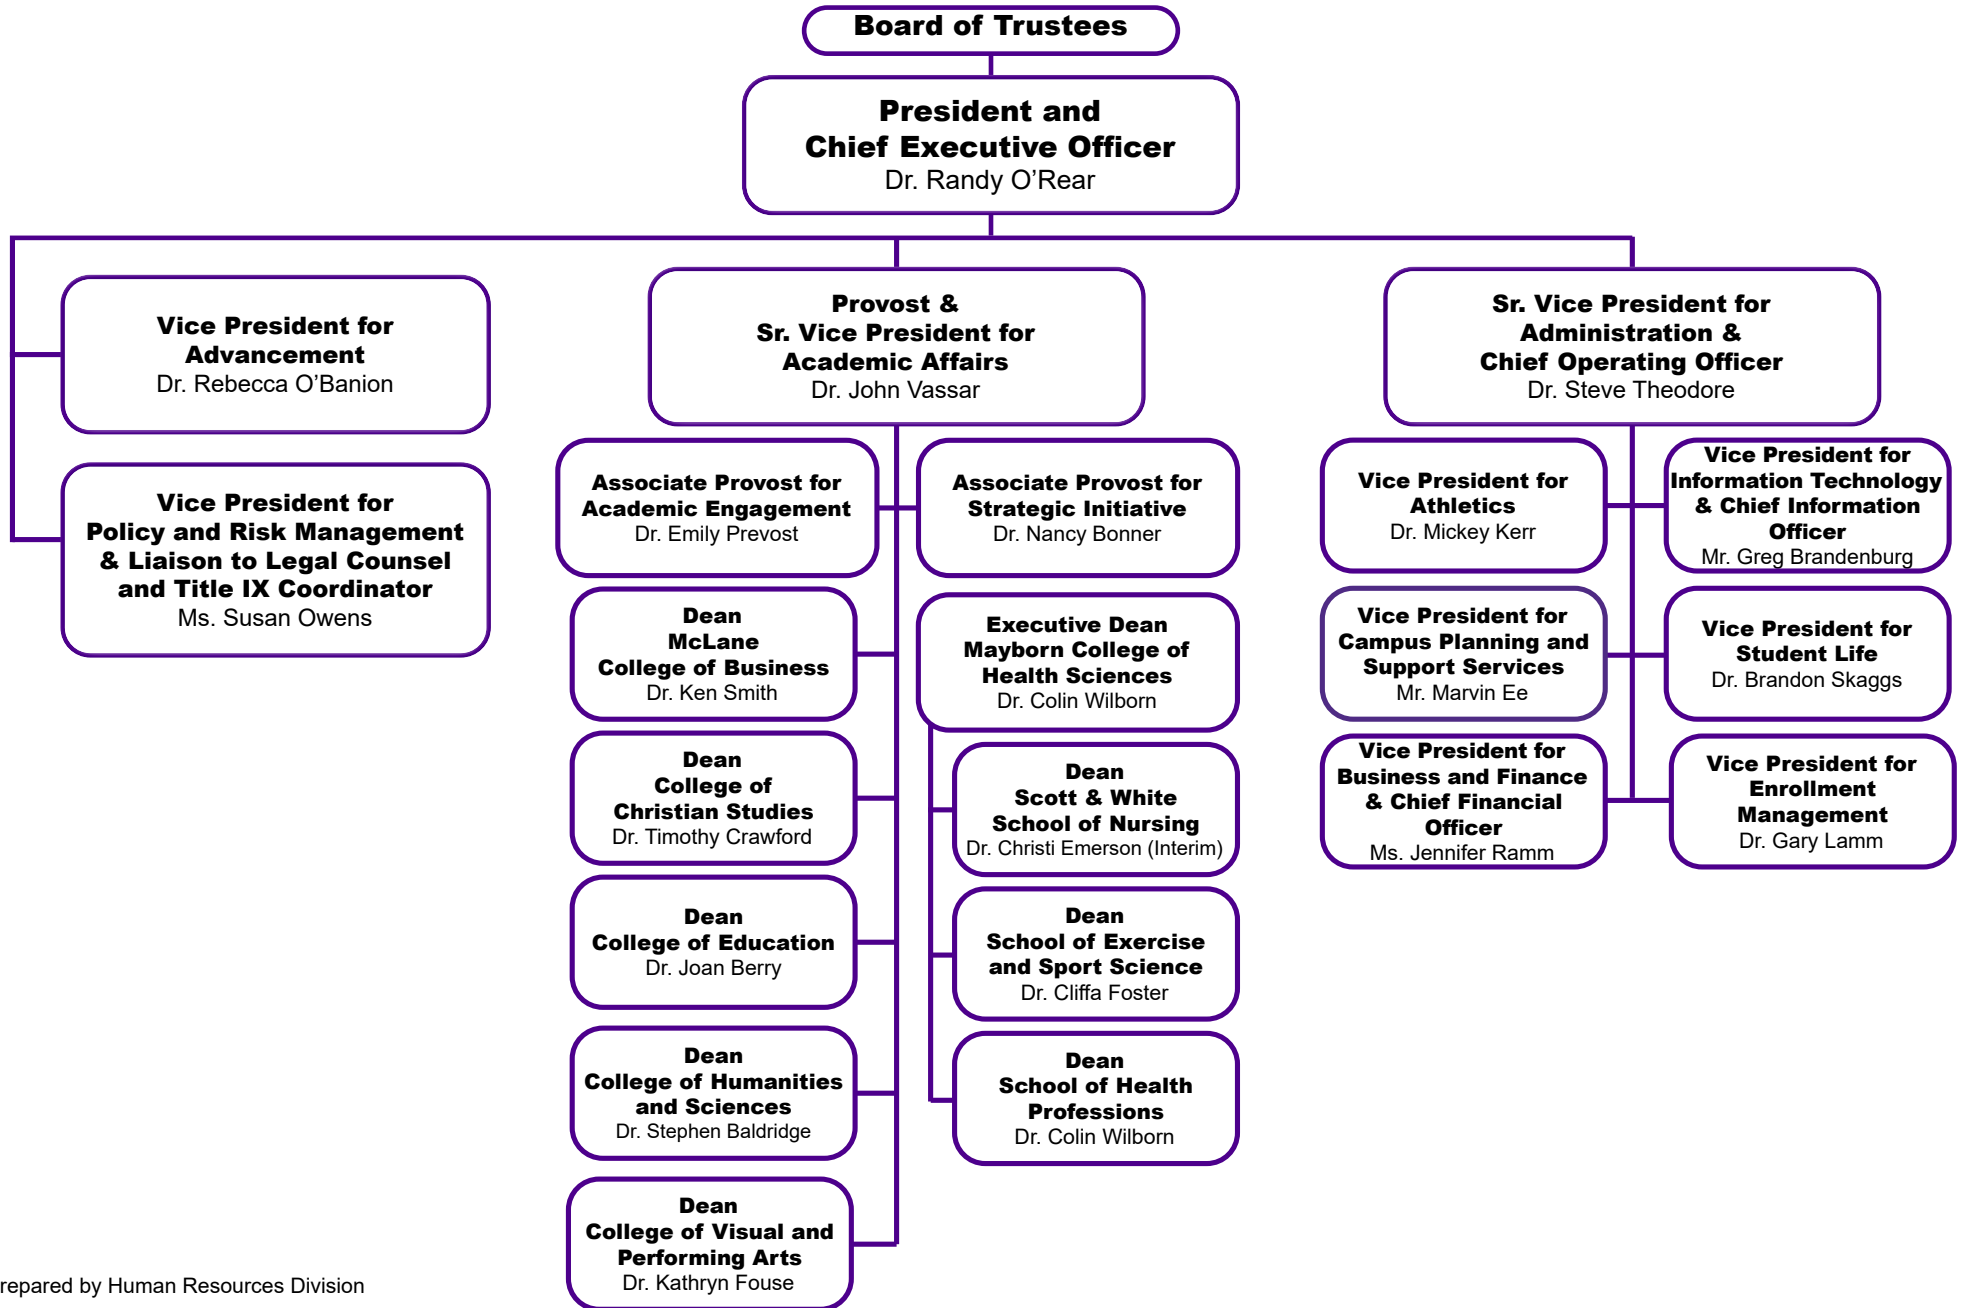 Board of Trustees
President and
Chief Executive Officer
Dr. Randy O’Rear
Vice President for
Advancement
Dr. Rebecca O’Banion
Vice President for
Policy and Risk Management
& Liaison to Legal Counsel
and Title IX Coordinator
Ms. Susan Owens
Provost &
Sr. Vice President for
Academic Affairs
Dr. John Vassar
Associate Provost for
Academic Engagement
Dr. Emily Prevost
Associate Provost for
Strategic Initiative
Dr. Nancy Bonner
Dean
McLane
College of Business
Dr. Ken Smith
Dean
College of
Christian Studies
Dr. Timothy Crawford
Dean
College of Education
Dr. Joan Berry
Dean
College of Humanities
and Sciences
Dr. Stephen Baldridge
Dean
College of Visual and
Performing Arts
Dr. Kathryn Fouse
Executive Dean
Mayborn College of
Health Sciences
Dr. Colin Wilborn
Dean
Scott & White
School of Nursing
Dr. Christi Emerson (Interim)
Dean
School of Exercise
and Sport Science
Dr. Cliffa Foster
Dean
School of Health
Professions
Dr. Colin Wilborn
Sr. Vice President for
Administration &
Chief Operating Officer
Dr. Steve Theodore
Vice President for
Athletics
Dr. Mickey Kerr
Vice President for
Information Technology
& Chief Information
Officer
Mr. Greg Brandenburg
Vice President for
Campus Planning and
Support Services
Mr. Marvin Ee
Vice President for
Student Life
Dr. Brandon Skaggs
Vice President for
Business and Finance
& Chief Financial
Officer
Ms. Jennifer Ramm
Vice President for
Enrollment
Management
Dr. Gary Lamm
repared by Human Resources Division